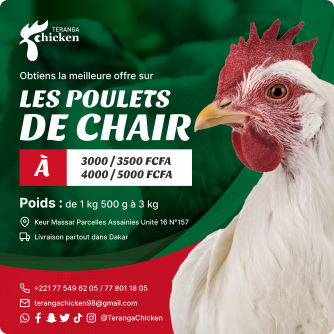 TERANGA
chicken
Obtiens la meilleure offre sur
LES POULETS
DE CHAIR
À
3000 / 3500 FCFA
4000 / 5000 FCFA
Poids : de 1 kg 500 g à 3 kg
Keur Massar Parcelles Assainies Unité 16 N°157
Livraison partout dans Dakar
+221 77 549 62 05 / 77 801 18 05
terangachicken98@gmail.com
@TerangaChicken